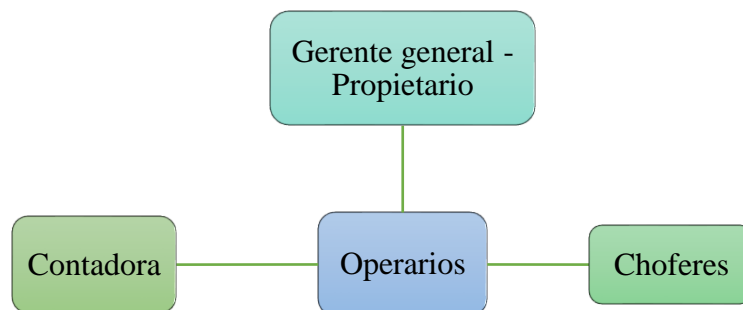 Gerente general -
Propietario
Contadora
Operarios
Choferes